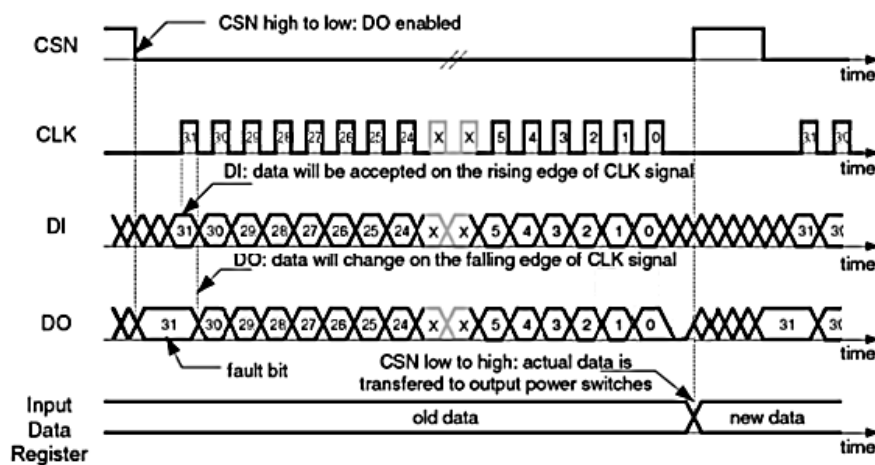 CSN high to low: DO enabled
CSN
time
CLK
31 30 29 28 27 26 25 24 x x 5 4 3 2 1 0 31 30
time
DI: data will be accepted on the rising edge of CLK signal
DI
31 30 29 28 27 26 25 24 x x 5 4 3 2 1 0 31
time
DO: data will change on the falling edge of CLK signal
DO
31 30 29 28 27 26 25 24 x x 5 4 3 2 1 0 31
time
fault bit
CSN low to high: actual data is
transfered to output power switches
Input
Data
Register
old data
new data
time